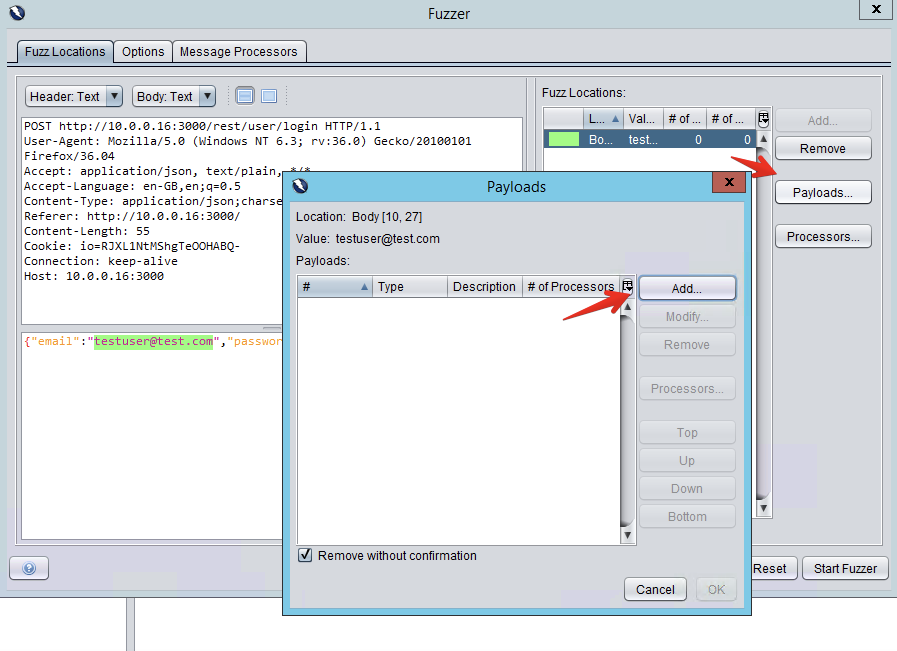 Fuzzer
X
Fuzz Locations
Options
Message Processors
Header: Text
Body: Text
Fuzz Locations:
POST http://10.0.0.16:3000/rest/user/login HTTP/1.1
User-Agent: Mozilla/5.0 (Windows NT 6.3; rv:36.0) Gecko/20100101
Firefox/36.04
Accept: application/json, text/plain, */*
Accept-Language: en-GB,en;q=0.5
Content-Type: application/json;charse
Referer: http://10.0.0.16:3000/
Content-Length: 55
Cookie: io=RJXL1NtMShgTeOOHABQ-
Connection: keep-alive
Host: 10.0.0.16:3000
{"email":"testuser@test.com","passwor
L...
Val...
# of ...
# of ...
Bo...
test...
0
0
Add...
Remove
Payloads...
Processors...
Payloads
X
Location: Body [10, 27]
Value: testuser@test.com
Payloads:
#
Type
Description
# of Processors
Add...
Modify...
Remove
Processors...
Top
Up
Down
Bottom
Remove without confirmation
Cancel
OK
?
Reset
Start Fuzzer